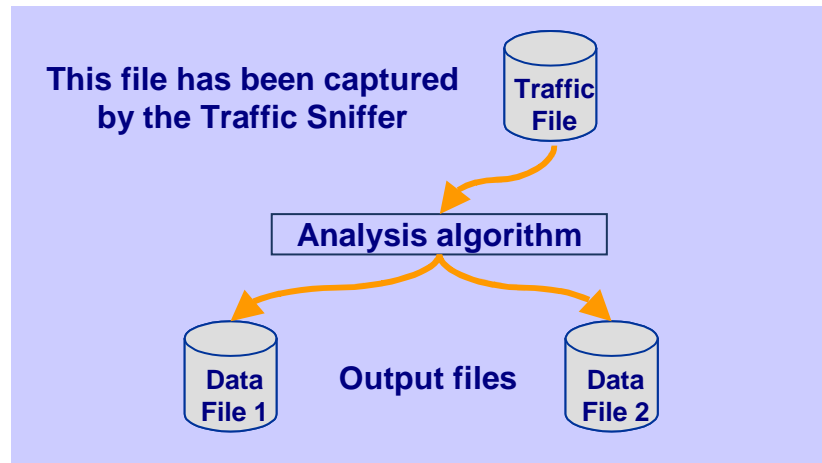 This file has been captured
by the Traffic Sniffer
Traffic
File
Analysis algorithm
Data
File 1
Output files
Data
File 2